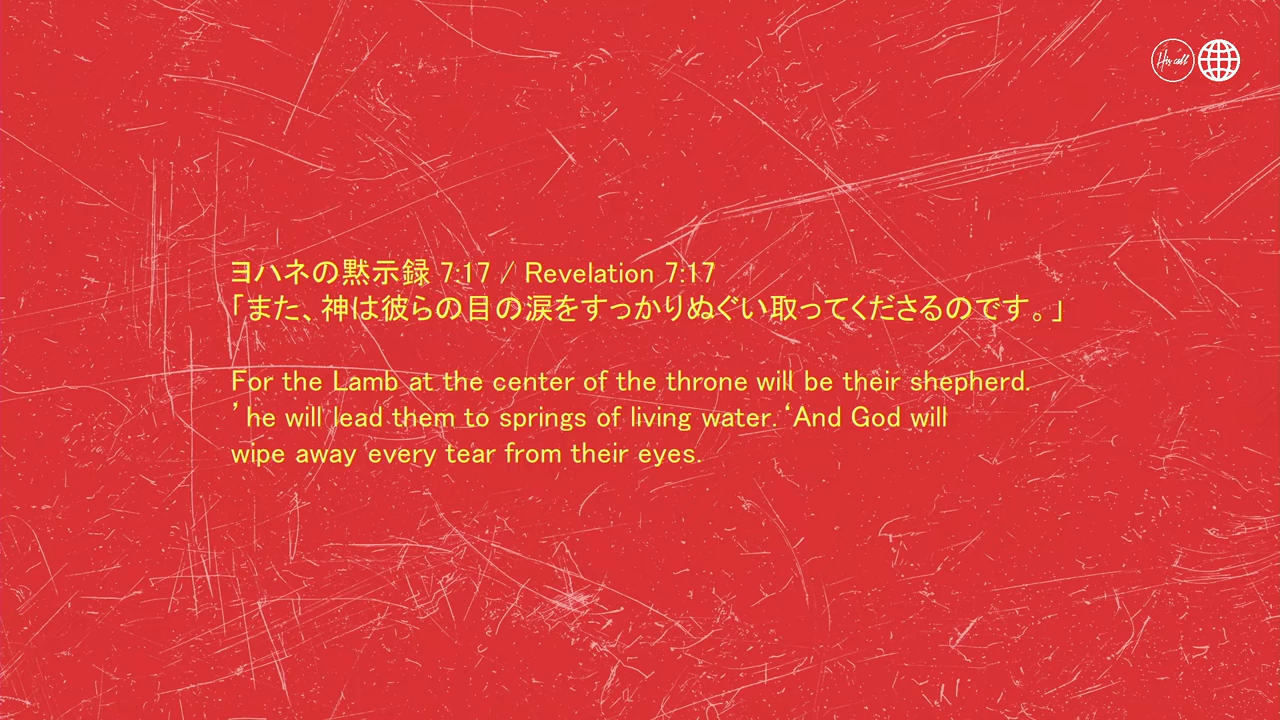 His call
ヨハネの黙示録 7:17 / Revelation 7:17
「また、神は彼らの目の涙をすっかりぬぐい取ってくださるのです。」
For the Lamb at the center of the throne will be their shepherd.
’he will lead them to springs of living water.‘And God will
wipe away every tear from their eyes.